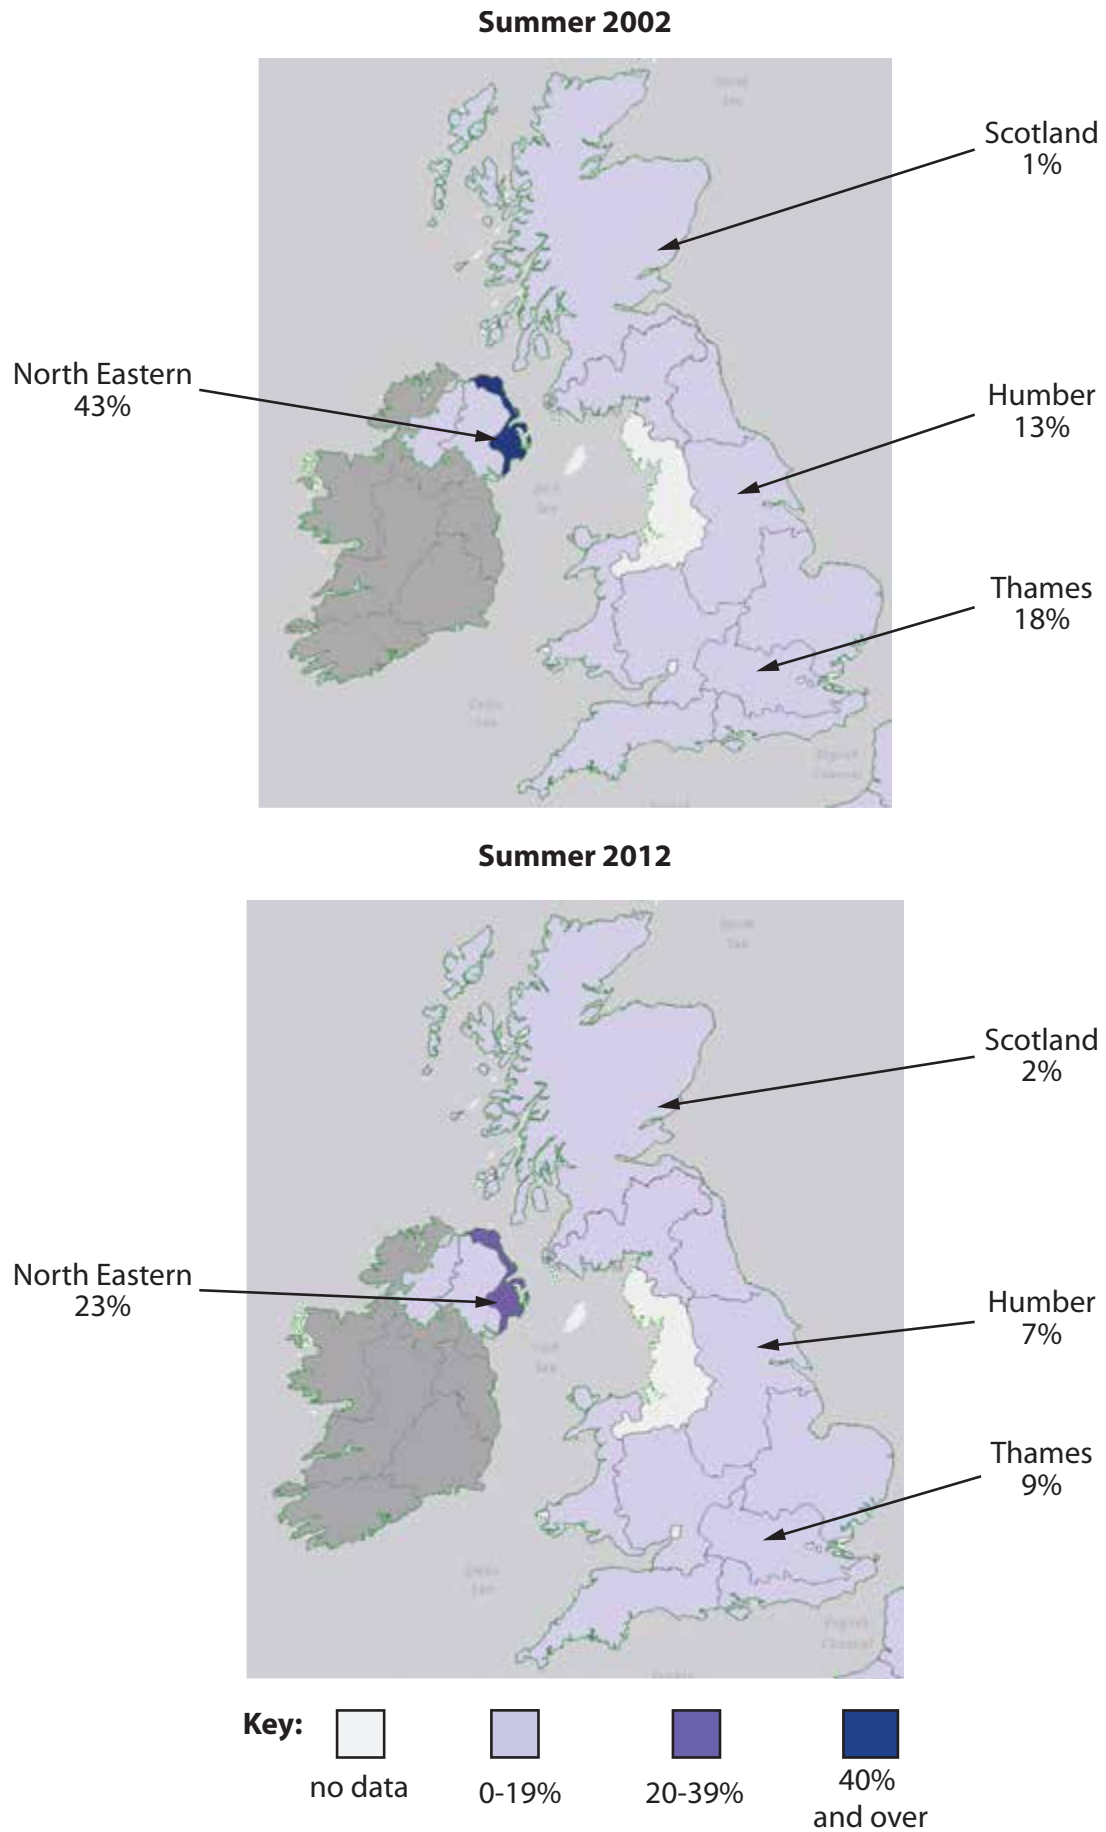 Summer 2002
Scotland
1%
North Eastern
43%
Humber
13%
Thames
18%
Summer 2012
Scotland
2%
North Eastern
23%
Humber
7%
Thames
9%
Key:
no data
0-19%
20-39%
40%
and over